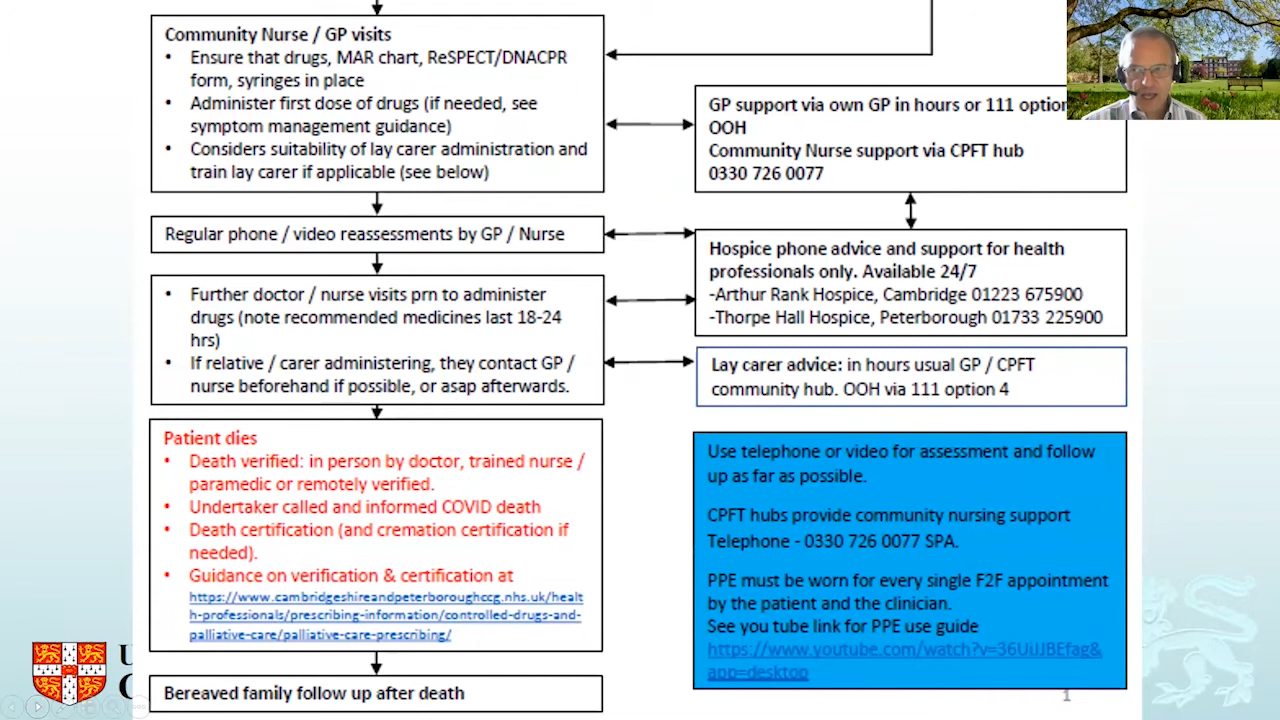 Community Nurse / GP visits
• Ensure that drugs, MAR chart, ReSPECT/DNACPR
form, syringes in place
• Administer first dose of drugs (if needed, see
symptom management guidance)
• Considers suitability of lay carer administration and
train lay carer if applicable (see below)
GP support via own GP in hours or 111 option
OOH
Community Nurse support via CPFT hub
0330 726 0077
Regular phone / video reassessments by GP / Nurse
Hospice phone advice and support for health
professionals only. Available 24/7
-Arthur Rank Hospice, Cambridge 01223 675900
-Thorpe Hall Hospice, Peterborough 01733 225900
• Further doctor / nurse visits prn to administer
drugs (note recommended medicines last 18-24
hrs)
• If relative / carer administering, they contact GP /
nurse beforehand if possible, or asap afterwards.
Lay carer advice: in hours usual GP / CPFT
community hub. OOH via 111 option 4
Patient dies
• Death verified: in person by doctor, trained nurse /
paramedic or remotely verified.
• Undertaker called and informed COVID death
• Death certification (and cremation certification if
needed).
• Guidance on verification & certification at
https://www.cambridgeshireandpeterboroughccg.nhs.uk/healt
h-professionals/prescribing-information/controlled-drugs-and-
palliative-care/palliative-care-prescribing/
Use telephone or video for assessment and follow
up as far as possible.
CPFT hubs provide community nursing support
Telephone - 0330 726 0077 SPA.
PPE must be worn for every single F2F appointment
by the patient and the clinician.
See you tube link for PPE use guide
https://www.youtube.com/watch?v=36UiJJBEfag&
app=desktop
Bereaved family follow up after death
1